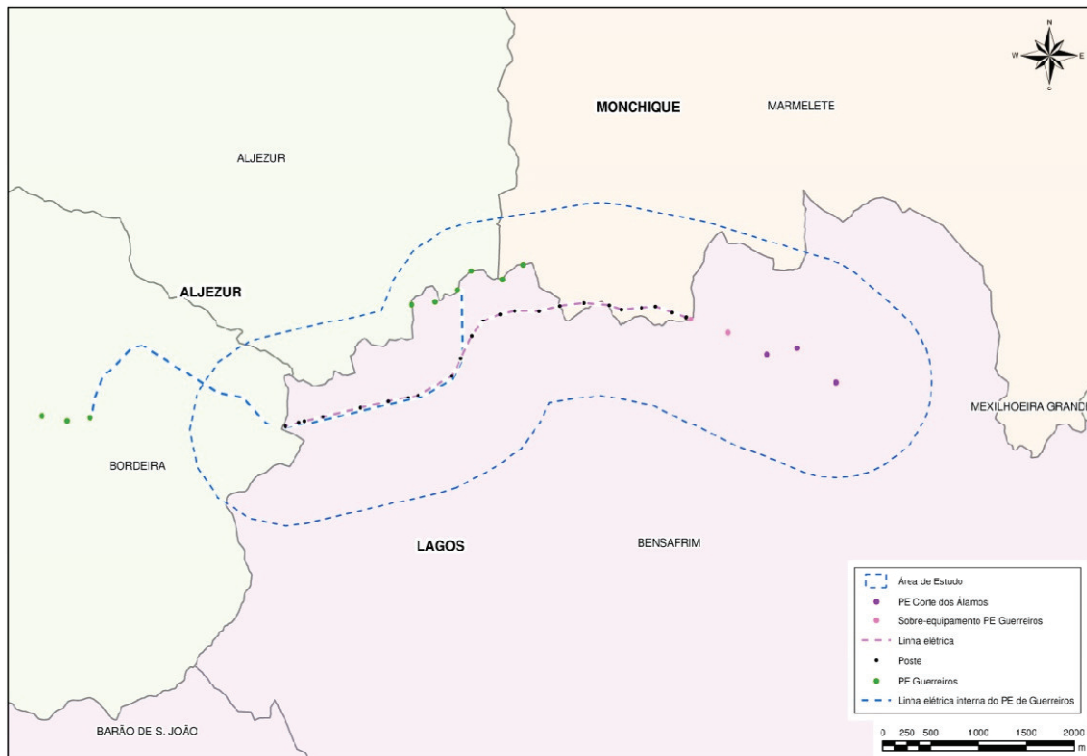 N
W E
S
MONCHIQUE MARMELETE
ALJEZUR
ALJEZUR
MEXILHOEIRA GRANDE
BORDEIRA
LAGOS BENSAFRIM
BARÃO DE S. JOÃO
Área de Estudo
PE Corte dos Álamos
Sobre-equipamento PE Guerreiros
Linha elétrica
Poste
PE Guerreiros
Linha elétrica interna do PE de Guerreiros
0 250 500 1000 1500 2000
m